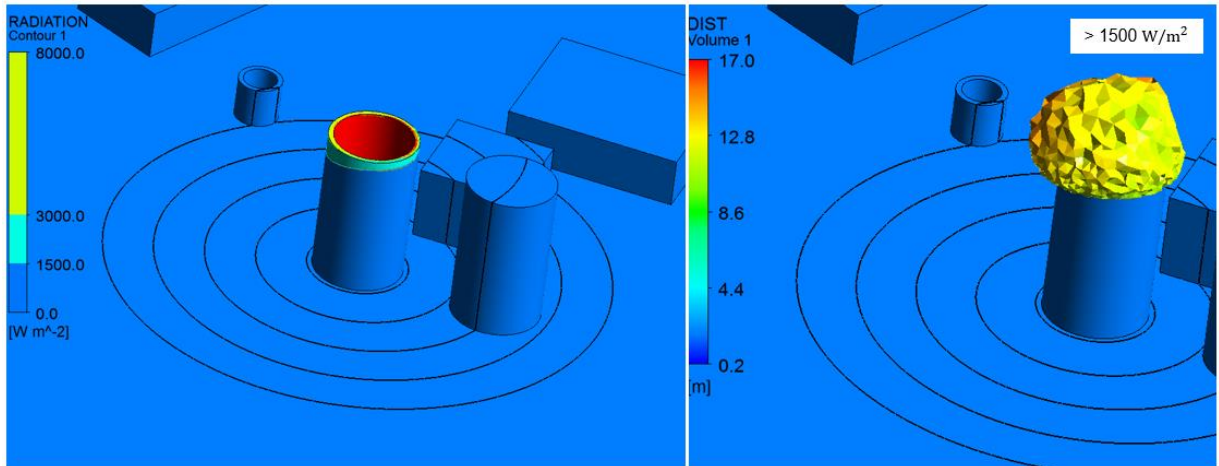 RADIATION
Contour 1
8000.0
3000.0
1500.0
0.0
[W m^-2]
DIST
Volume 1
17.0
12.8
8.6
4.4
0.2
[m]
> 1500 W/m²